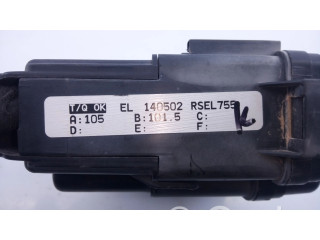 T/Q OK EL 140502 RSEL755
A:105 B:101.5 C:
D: E: F:
K